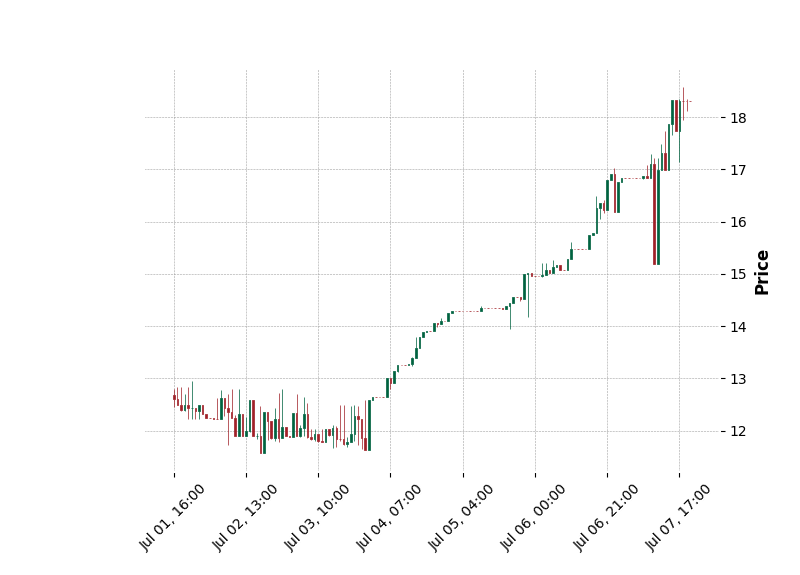 18
17
16
15
14
13
12
Price
Jul 01, 16:00
Jul 02, 13:00
Jul 03, 10:00
Jul 04, 07:00
Jul 05, 04:00
Jul 06, 00:00
Jul 06, 21:00
Jul 07, 17:00